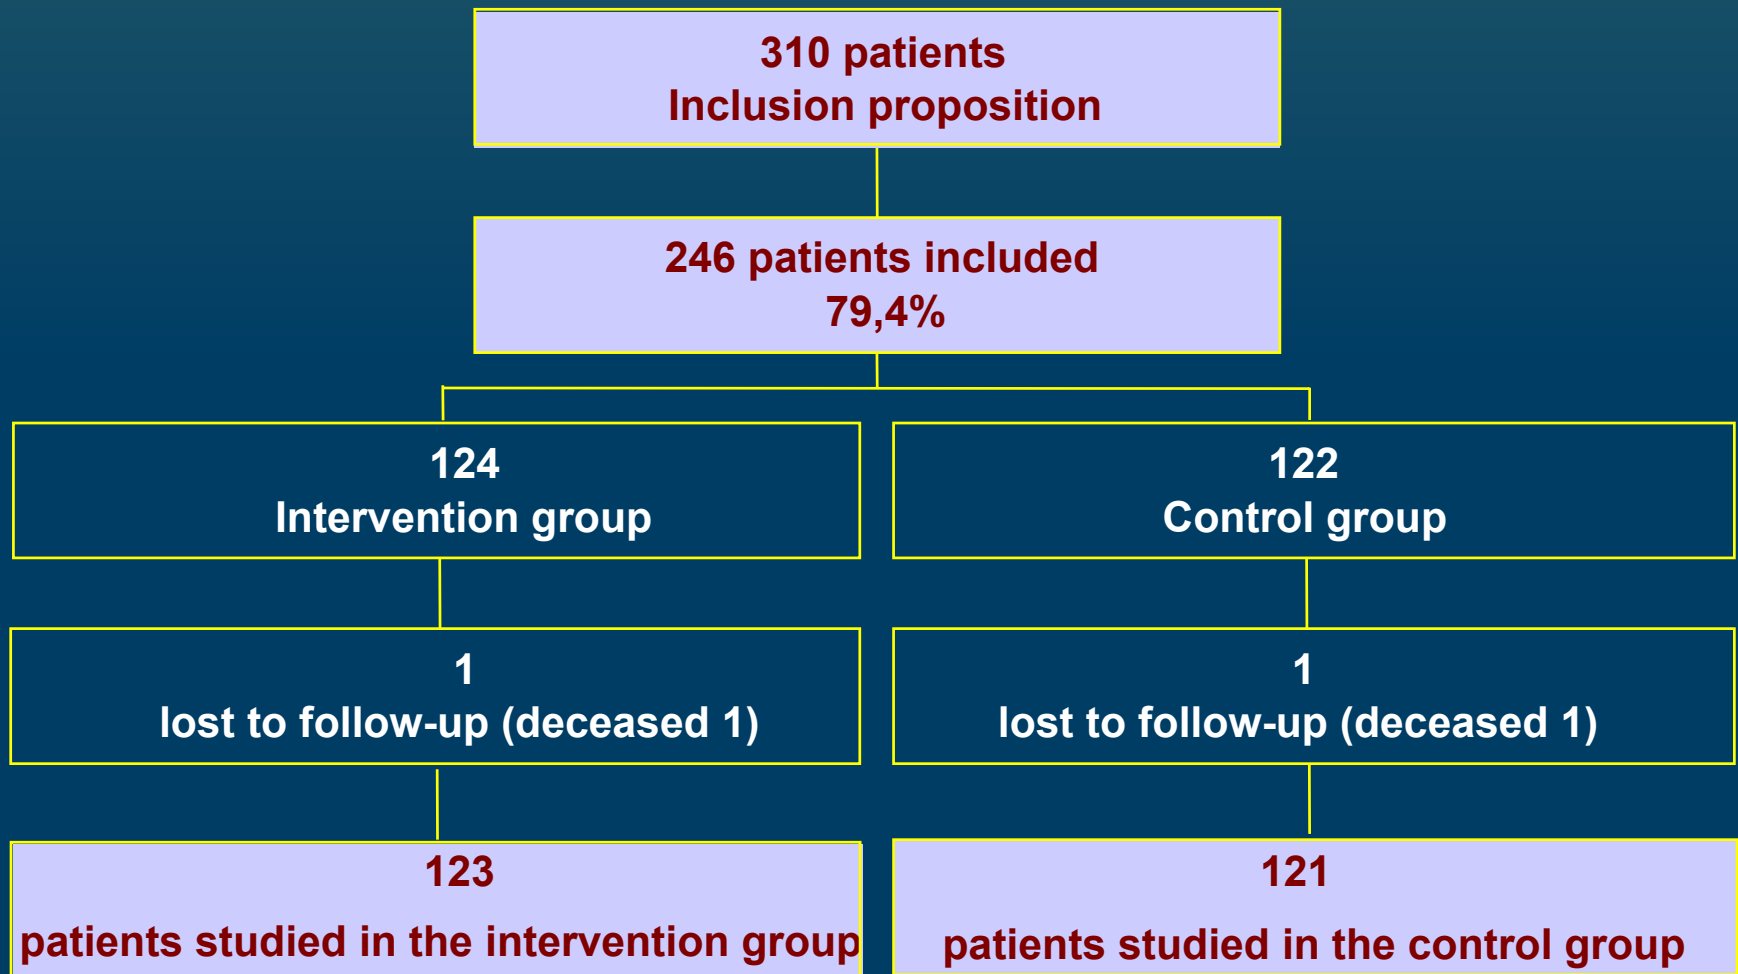 310 patients
Inclusion proposition
246 patients included
79,4%
124
Intervention group
122
Control group
1
lost to follow-up (deceased 1)
1
lost to follow-up (deceased 1)
123
patients studied in the intervention group
121
patients studied in the control group